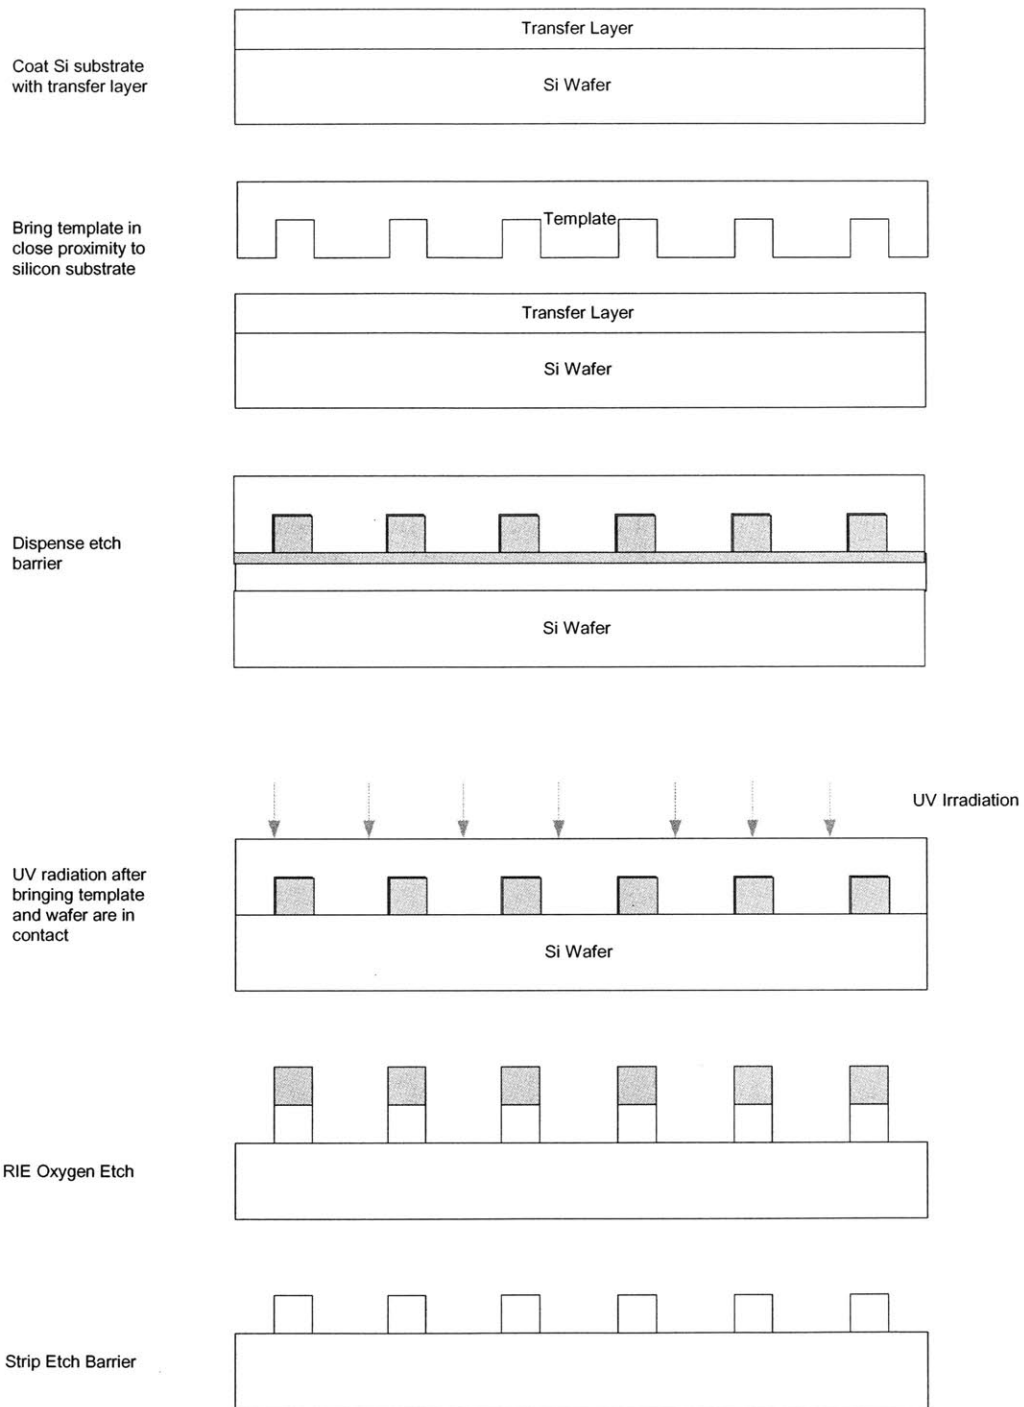 Transfer Layer
Coat Si substrate
with transfer layer
Si Wafer
Bring template in
close proximity to
silicon substrate
Template
Transfer Layer
Si Wafer
Dispense etch
barrier
Si Wafer
UV Irradiation
UV radiation after
bringing template
and wafer are in
contact
Si Wafer
RIE Oxygen Etch
Strip Etch Barrier